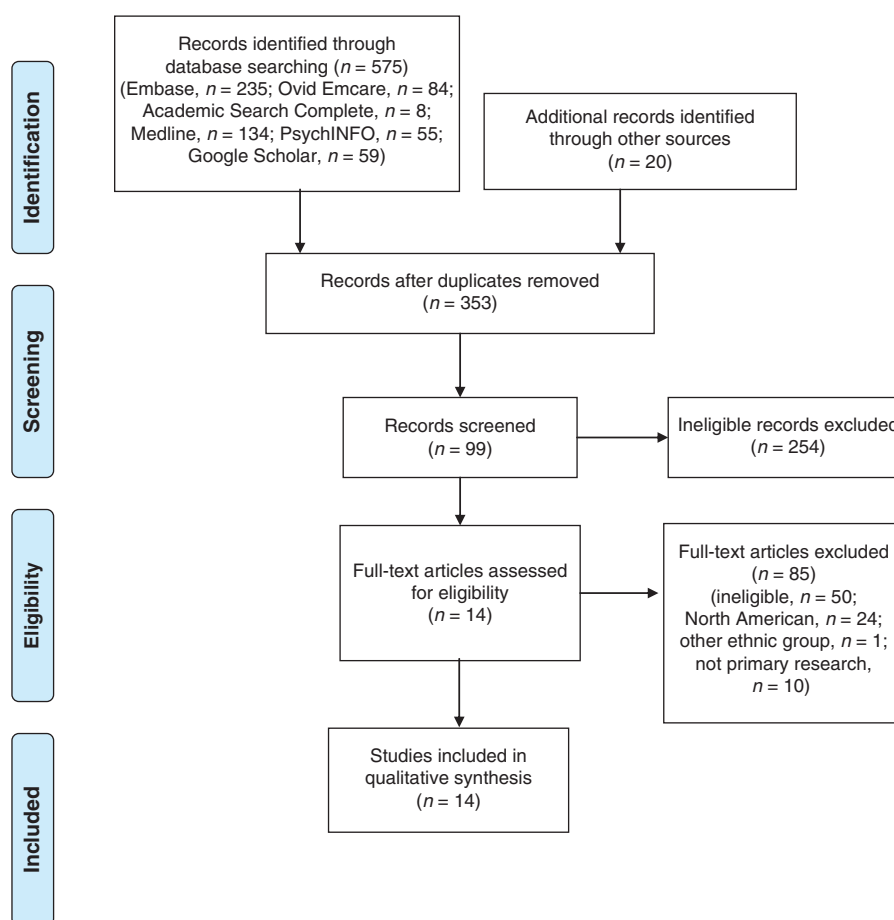 Identification
Records identified through
database searching (n = 575)
(Embase, n = 235; Ovid Emcare, n = 84;
Academic Search Complete, n = 8;
Medline, n = 134; PsychINFO, n = 55;
Google Scholar, n = 59)
Additional records identified
through other sources
(n = 20)
Records after duplicates removed
(n = 353)
Screening
Records screened
(n = 99)
Ineligible records excluded
(n = 254)
Eligibility
Full-text articles assessed
for eligibility
(n = 14)
Full-text articles excluded
(n = 85)
(ineligible, n = 50;
North American, n = 24;
other ethnic group, n = 1;
not primary research,
n = 10)
Included
Studies included in
qualitative synthesis
(n = 14)